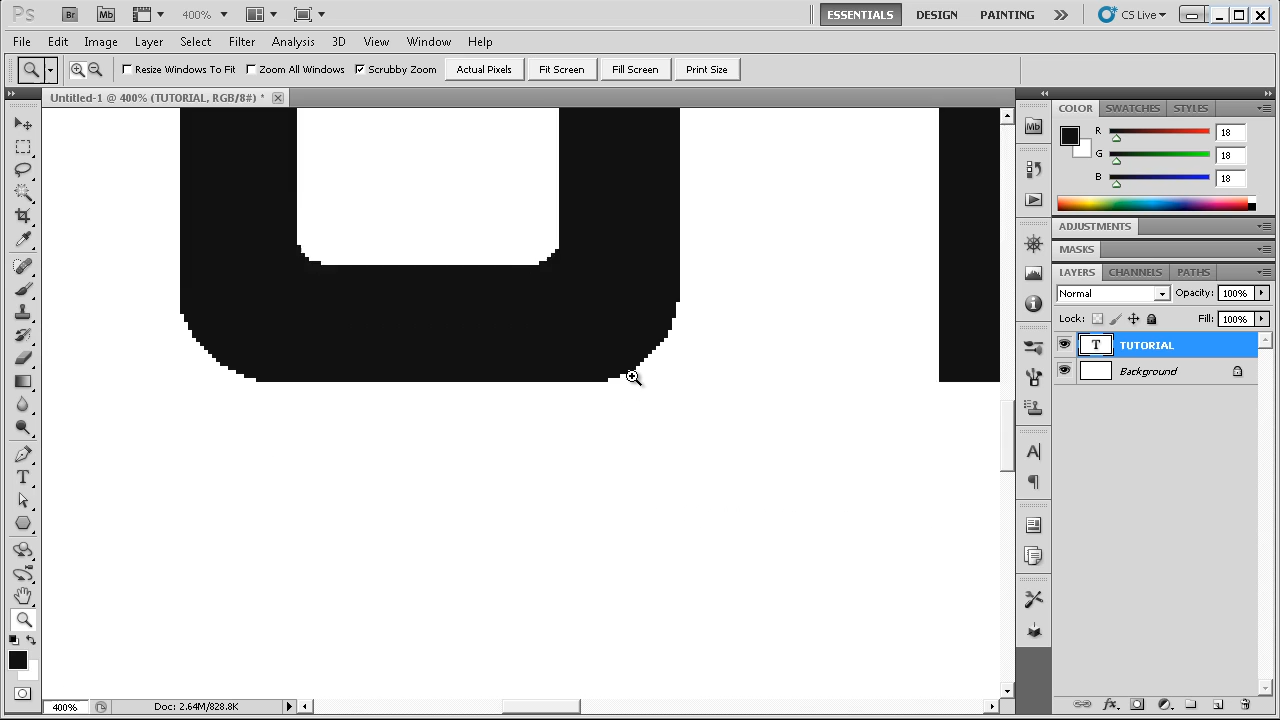 Ps Br Mb 400% ESSENTIALS DESIGN PAINTING CS Live
File Edit Image Layer Select Filter Analysis 3D View Window Help
Resize Windows To Fit Zoom All Windows Scrubby Zoom Actual Pixels Fit Screen Fill Screen Print Size
Untitled-1 @ 400% (TUTORIAL, RGB/8#) *
COLOR SWATCHES STYLES
Mb
R 18
G 18
B 18
ADJUSTMENTS
MASKS
LAYERS CHANNELS PATHS
Normal Opacity: 100%
Lock: Fill: 100%
T TUTORIAL
Background
A
T
400% Doc: 2.64M/828.8K
fx